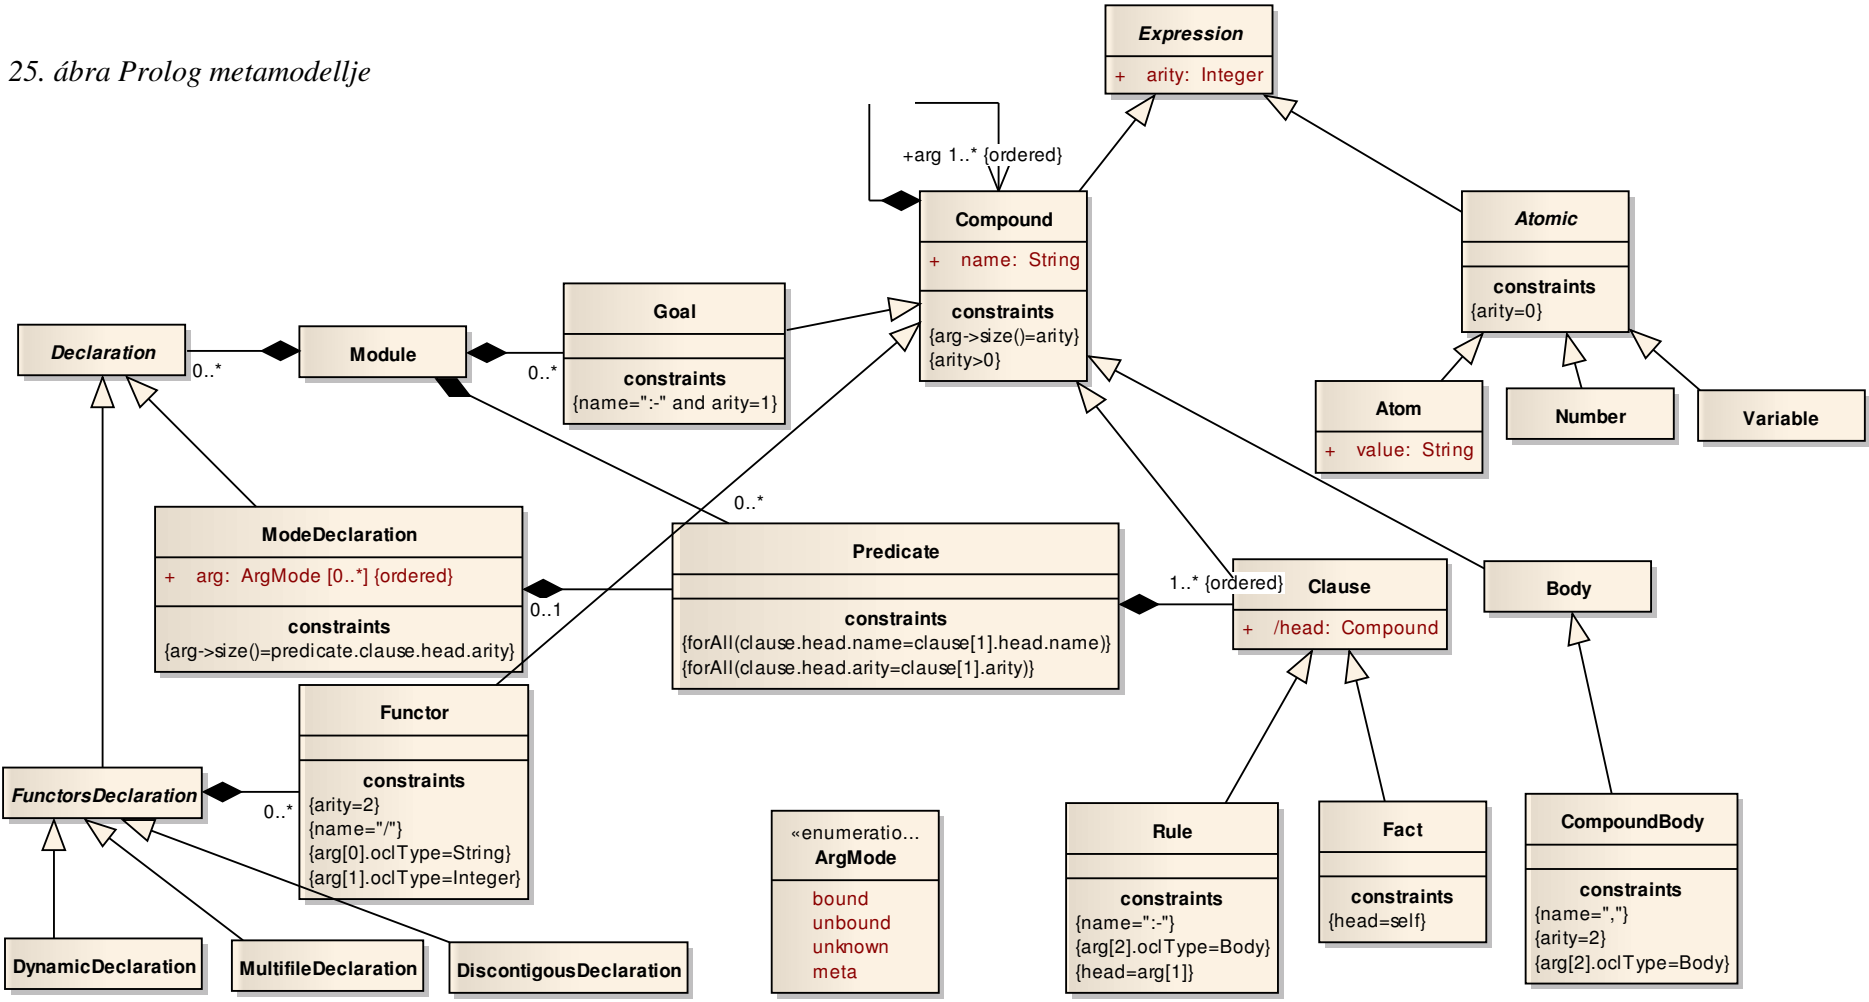 25. ábra Prolog metamodellje
Expression
+ arity: Integer
+arg 1..* {ordered}
Compound
+ name: String
constraints
{arg->size()=arity}
{arity>0}
Atomic
constraints
{arity=0}
Goal
constraints
{name=":-" and arity=1}
Declaration
0..*
Module
0..*
Atom
+ value: String
Number
Variable
0..*
ModeDeclaration
+ arg: ArgMode [0..*] {ordered}
constraints
{arg->size()=predicate.clause.head.arity}
0..1
Predicate
constraints
{forAll(clause.head.name=clause[1].head.name)}
{forAll(clause.head.arity=clause[1].arity)}
1..* {ordered}
Clause
+ /head: Compound
Body
Functor
constraints
{arity=2}
{name="/"}
{arg[0].oclType=String}
{arg[1].oclType=Integer}
FunctorsDeclaration
0..*
«enumeratio...
ArgMode
bound
unbound
unknown
meta
Rule
constraints
{name=":-"}
{arg[2].oclType=Body}
{head=arg[1]}
Fact
constraints
{head=self}
CompoundBody
constraints
{name=","}
{arity=2}
{arg[2].oclType=Body}
DynamicDeclaration
MultifileDeclaration
DiscontigousDeclaration